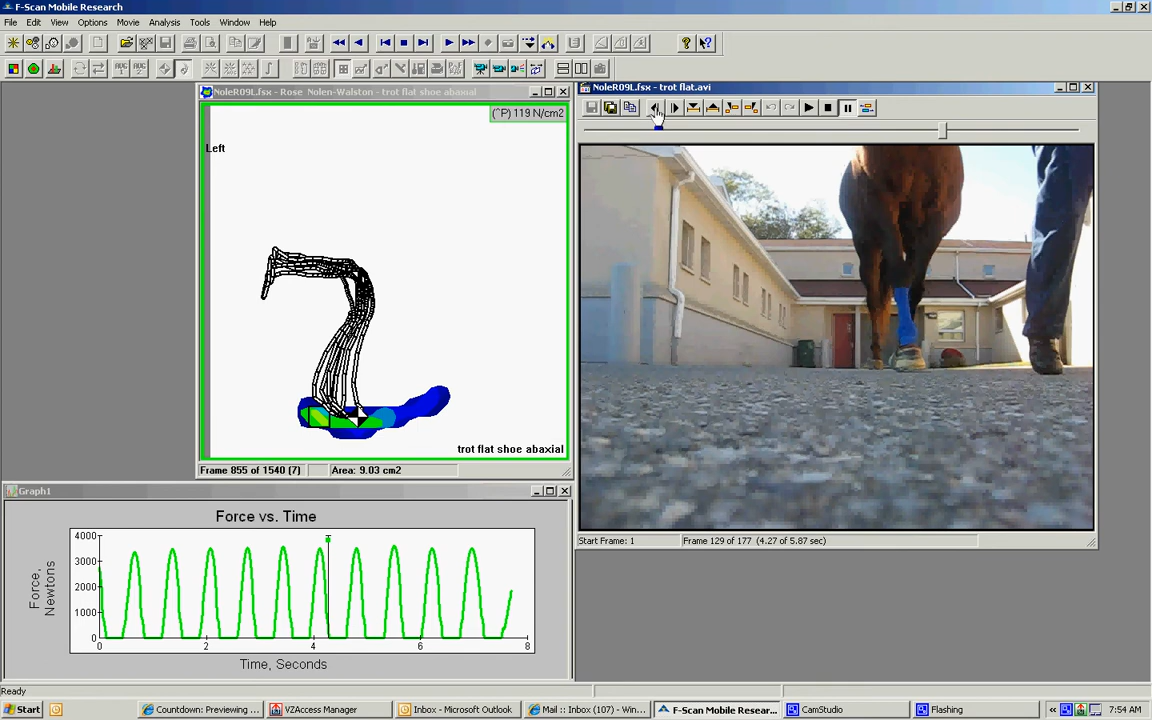 F-Scan Mobile Research
File Edit View Options Movie Analysis Tools Window Help
NoleR09L.fsx - Rose Nolen-Walston - trot flat shoe abaxial
(^P) 119 N/cm2
Left
trot flat shoe abaxial
Frame 855 of 1540 (7) Area: 9.03 cm2
NoleR09L.fsx - trot flat.avi
Start Frame: 1 Frame 129 of 177 (4.27 of 5.87 sec)
Graph1
Force vs. Time
Force, Newtons
4000
3000
2000
1000
0
0 2 4 6 8
Time, Seconds
Ready
Start Countdown: Previewing ... VZAccess Manager Inbox - Microsoft Outlook Mail :: Inbox (107) - Win... F-Scan Mobile Resear... CamStudio Flashing « 7:54 AM